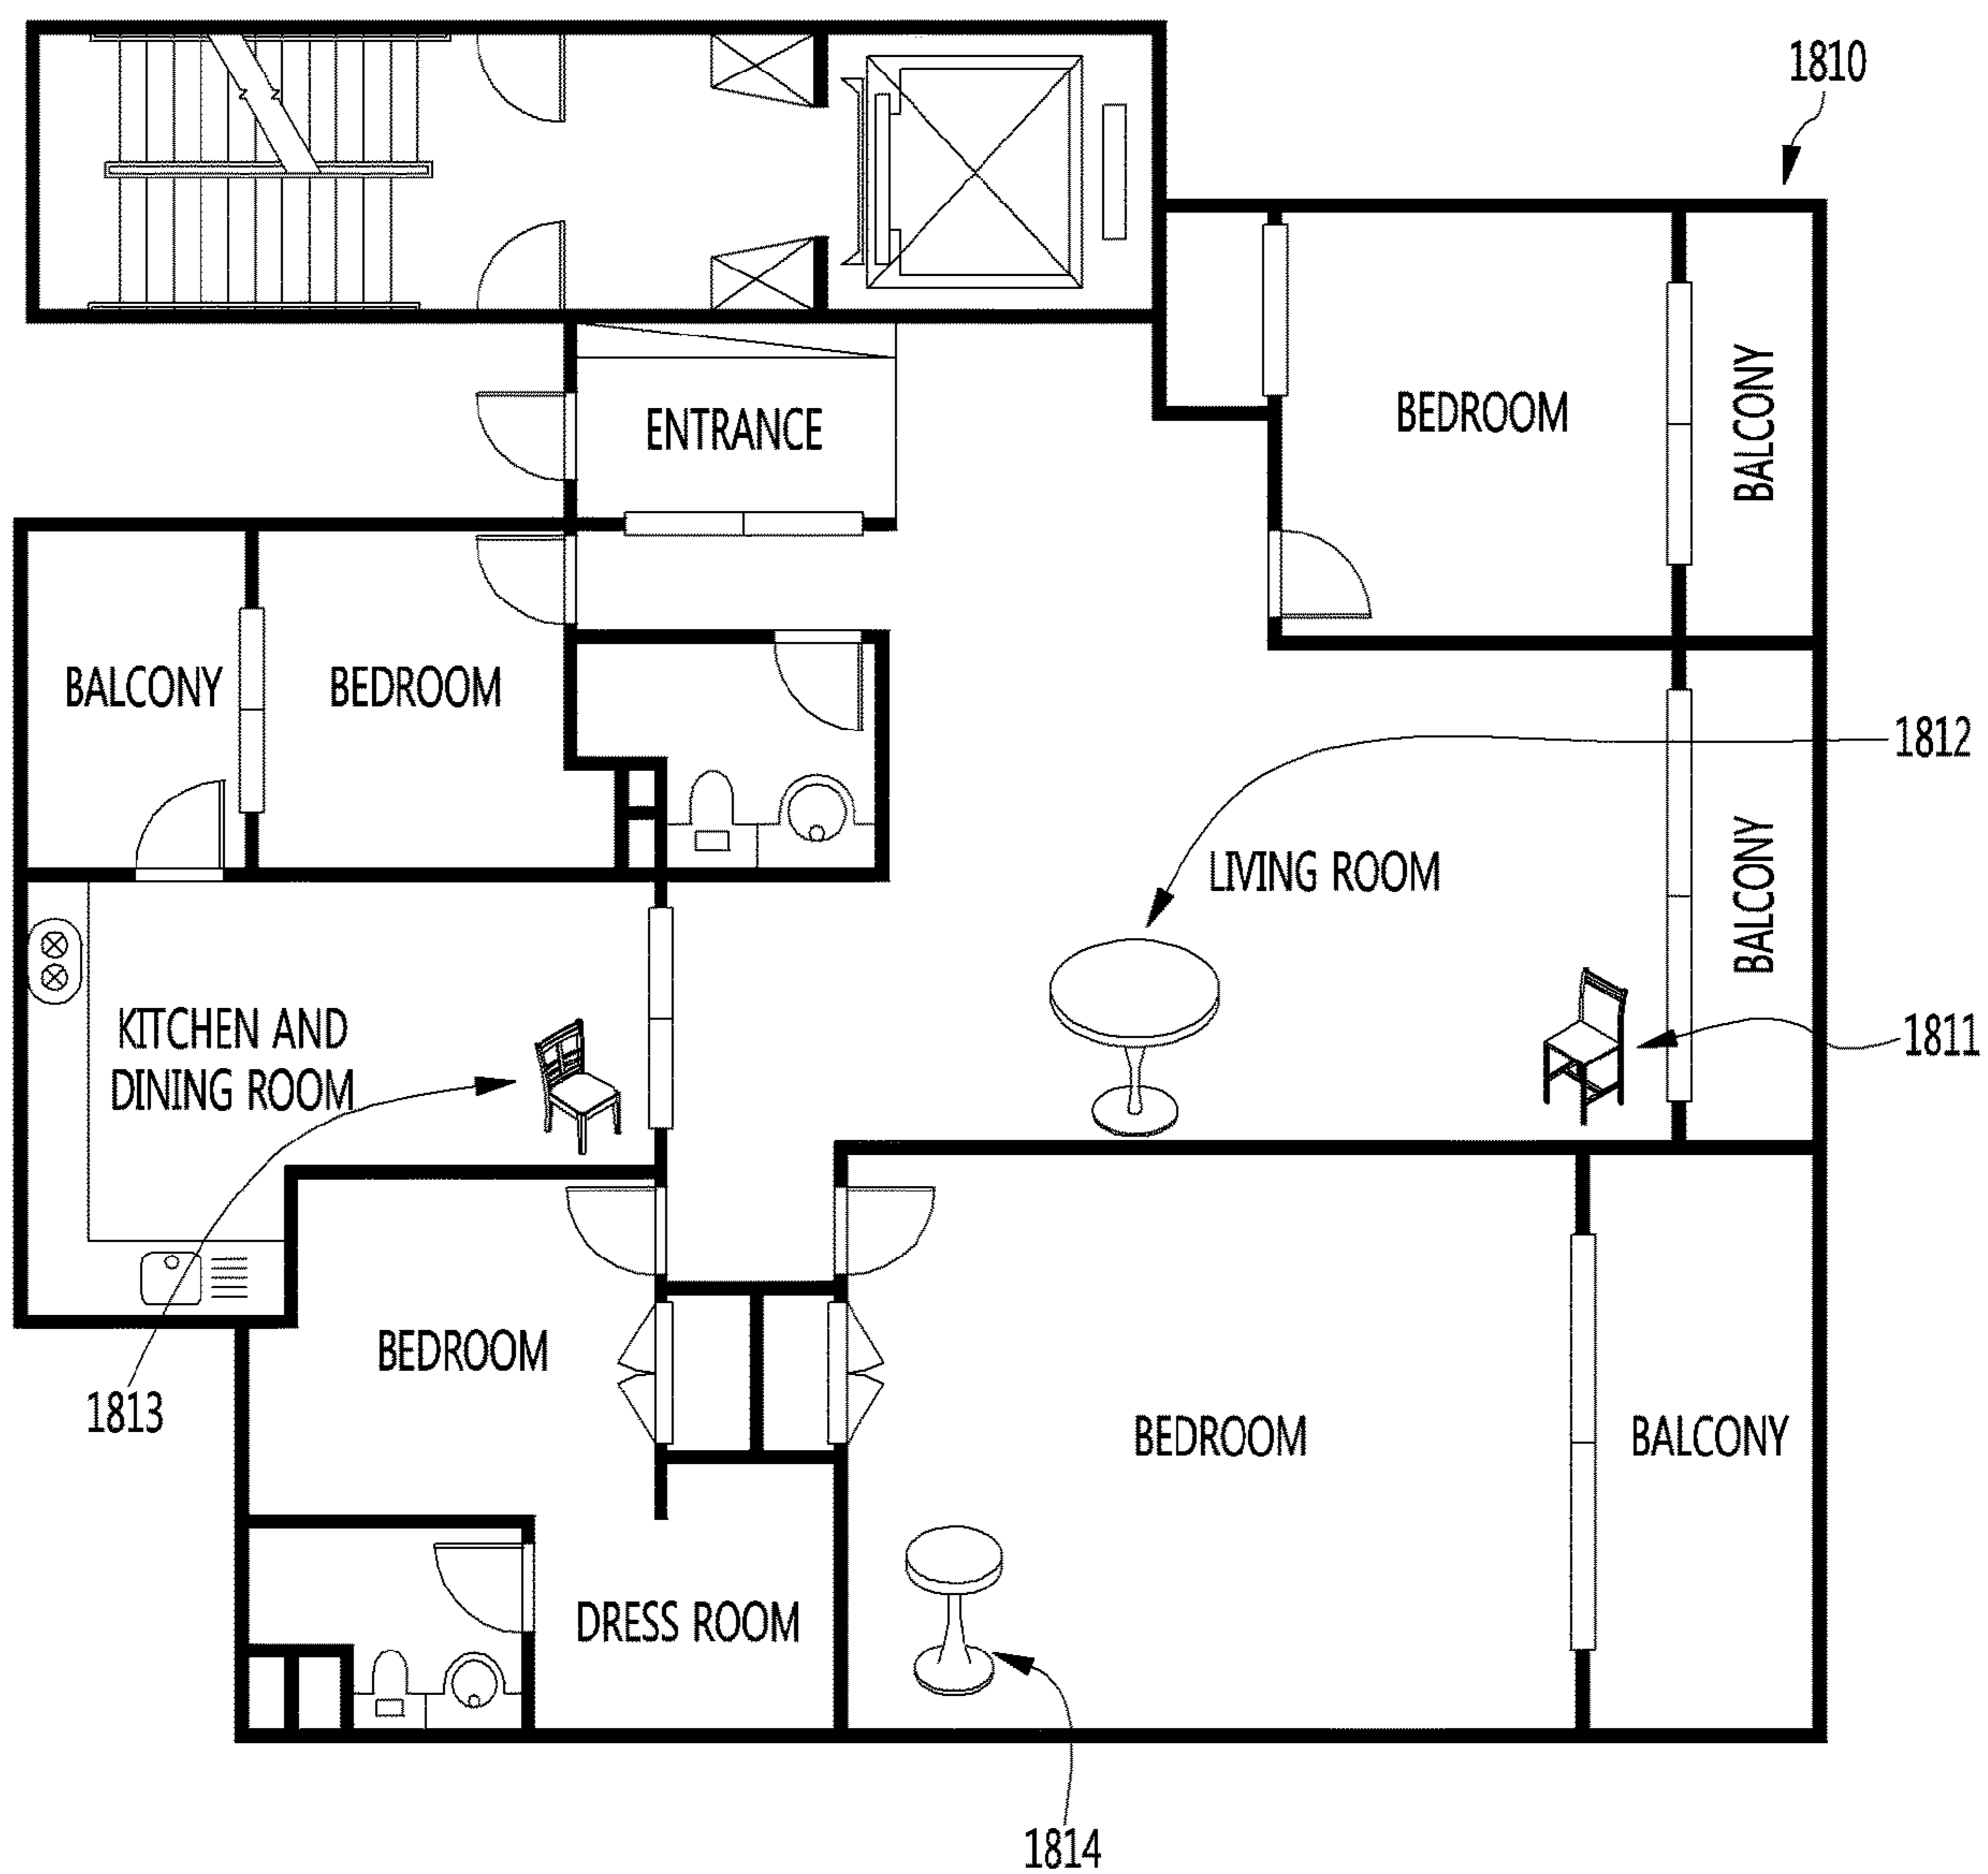 1810
BEDROOM
BALCONY
ENTRANCE
BALCONY
BEDROOM
1812
LIVING ROOM
BALCONY
KITCHEN AND
DINING ROOM
1811
BEDROOM
1813
BEDROOM
BALCONY
DRESS ROOM
1814